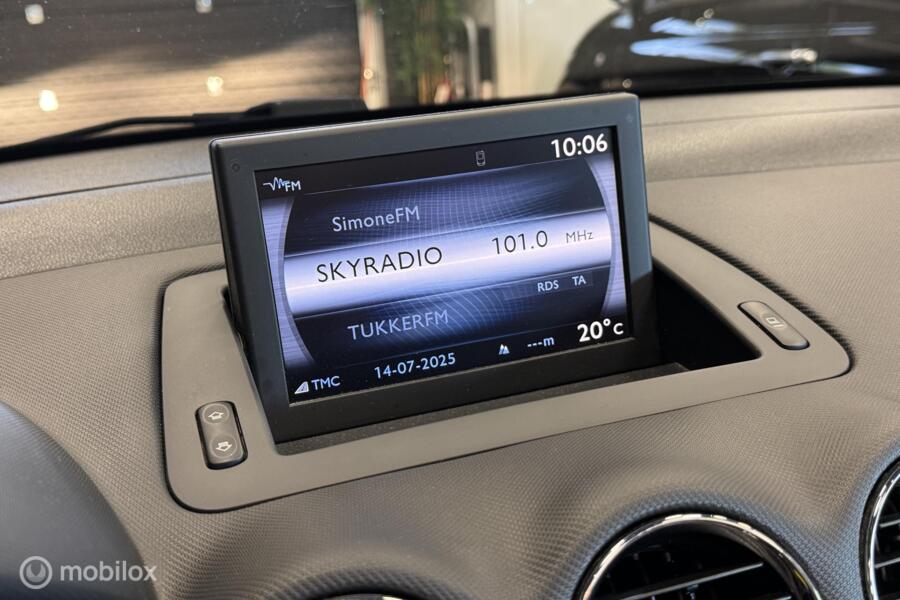 10:06
FM
SimoneFM
SKYRADIO 101.0 MHz
RDS TA
TUKKERFM
TMC 14-07-2025 ---m 20°C
mobilox